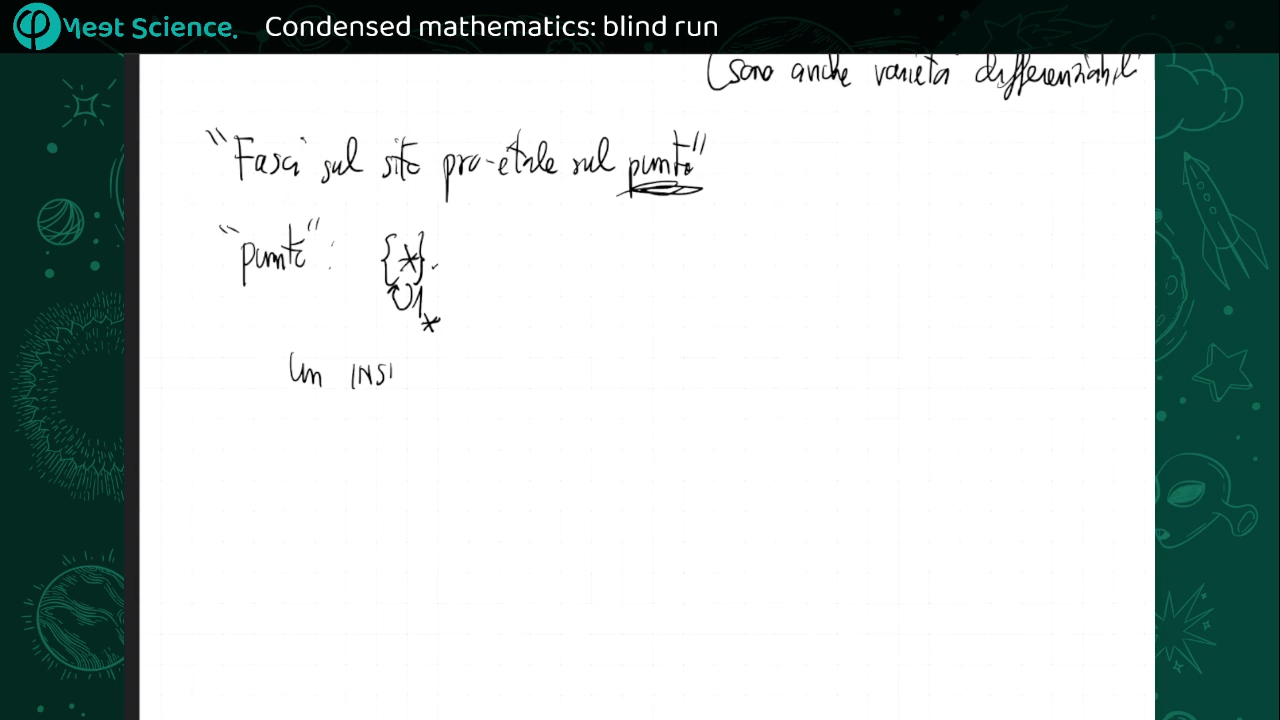 Meet Science.
Condensed mathematics: blind run
(sono anche varietà differenziabili
"Fasci sul sito pro-étale sul punto"
"punto": {*}.
1*
Un INSI